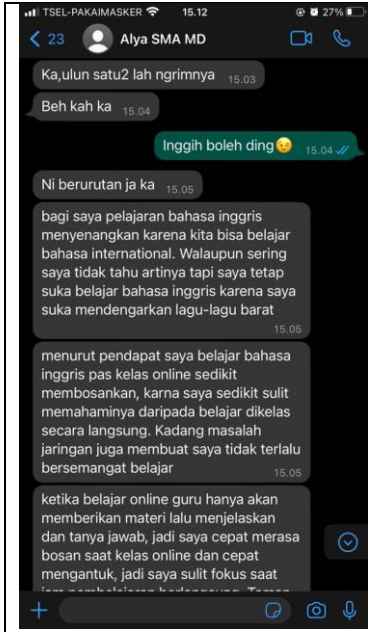 TSEL-PAKAIMASKER 15.12 27%
23 Alya SMA MD
Ka,ulun satu2 lah ngrimnya 15.03
Beh kah ka 15.04
Inggih boleh ding😉 15.04
Ni berurutan ja ka 15.05
bagi saya pelajaran bahasa inggris
menyenangkan karena kita bisa belajar
bahasa international. Walaupun sering
saya tidak tahu artinya tapi saya tetap
suka belajar bahasa inggris karena saya
suka mendengarkan lagu-lagu barat
15.05
menurut pendapat saya belajar bahasa
inggris pas kelas online sedikit
membosankan, karna saya sedikit sulit
memahaminya daripada belajar dikelas
secara langsung. Kadang masalah
jaringan juga membuat saya tidak terlalu
bersemangat belajar
15.05
ketika belajar online guru hanya akan
memberikan materi lalu menjelaskan
dan tanya jawab, jadi saya cepat merasa
bosan saat kelas online dan cepat
mengantuk, jadi saya sulit fokus saat